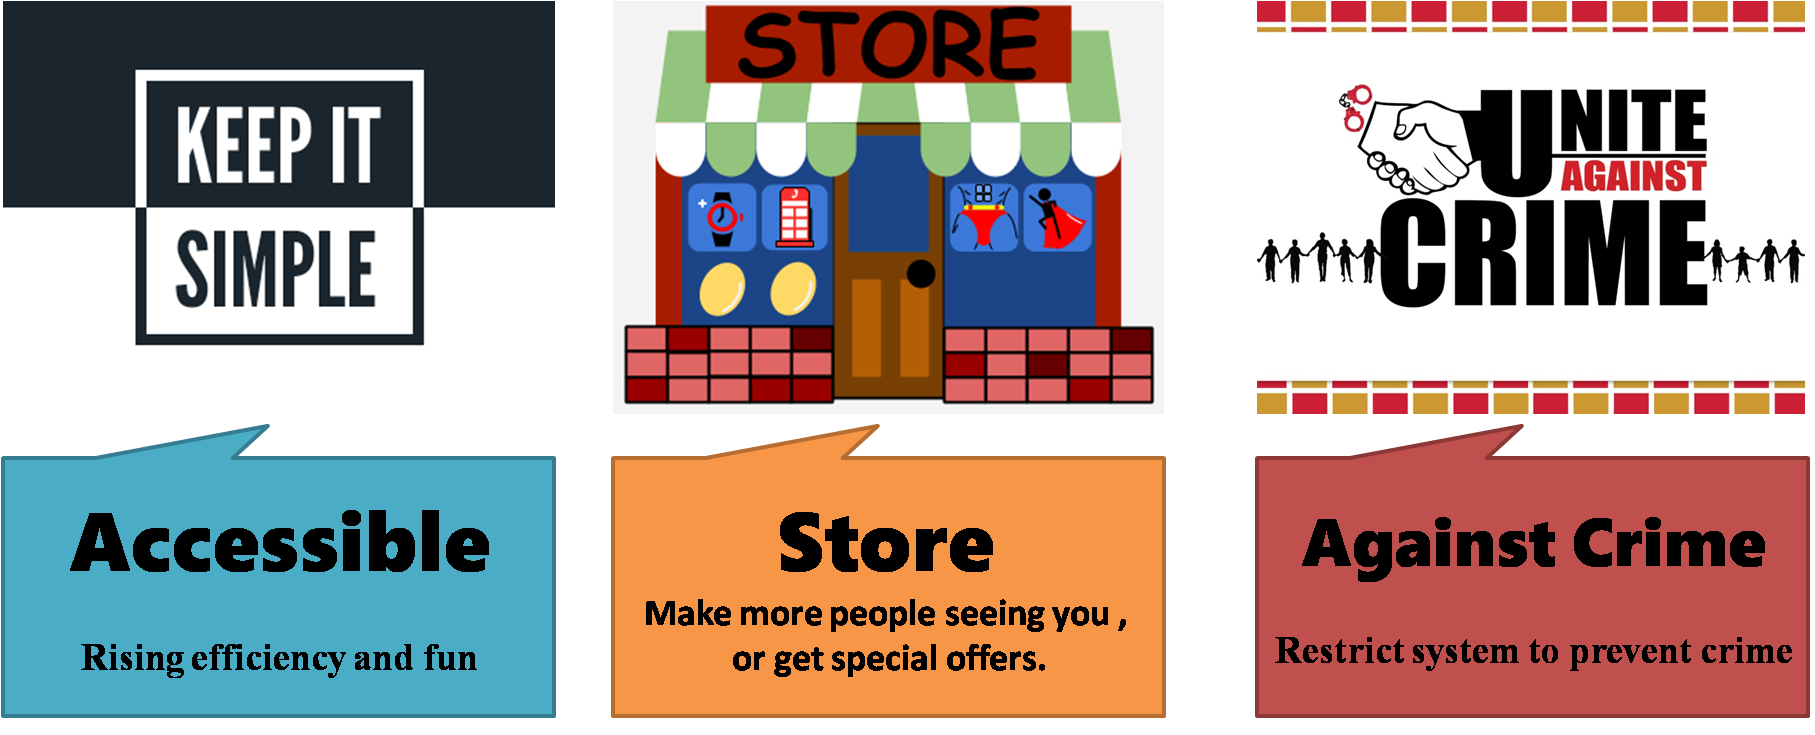 KEEP IT
SIMPLE
STORE
UNITE
AGAINST
CRIME
Accessible
Rising efficiency and fun
Store
Make more people seeing you ,
or get special offers.
Against Crime
Restrict system to prevent crime